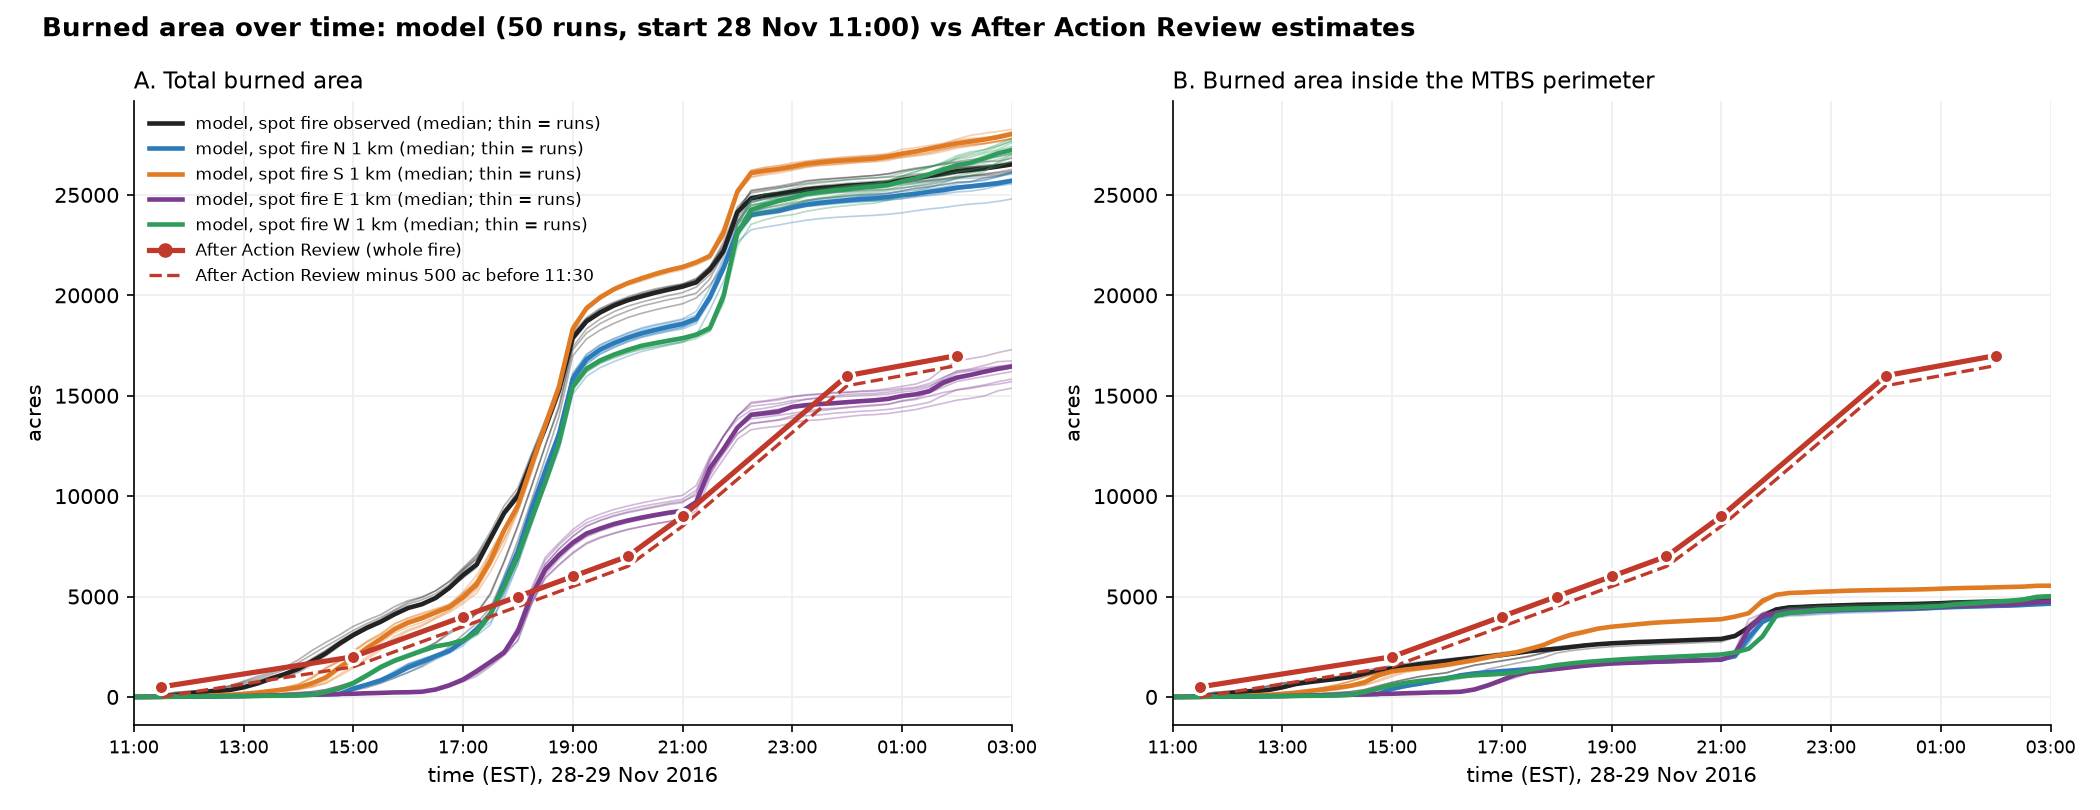 Burned area over time: model (50 runs, start 28 Nov 11:00) vs After Action Review estimates
A. Total burned area
model, spot fire observed (median; thin = runs)
model, spot fire N 1 km (median; thin = runs)
model, spot fire S 1 km (median; thin = runs)
model, spot fire E 1 km (median; thin = runs)
model, spot fire W 1 km (median; thin = runs)
After Action Review (whole fire)
After Action Review minus 500 ac before 11:30
25000
20000
15000
10000
5000
0
acres
11:00 13:00 15:00 17:00 19:00 21:00 23:00 01:00 03:00
time (EST), 28-29 Nov 2016
B. Burned area inside the MTBS perimeter
25000
20000
15000
10000
5000
0
acres
11:00 13:00 15:00 17:00 19:00 21:00 23:00 01:00 03:00
time (EST), 28-29 Nov 2016